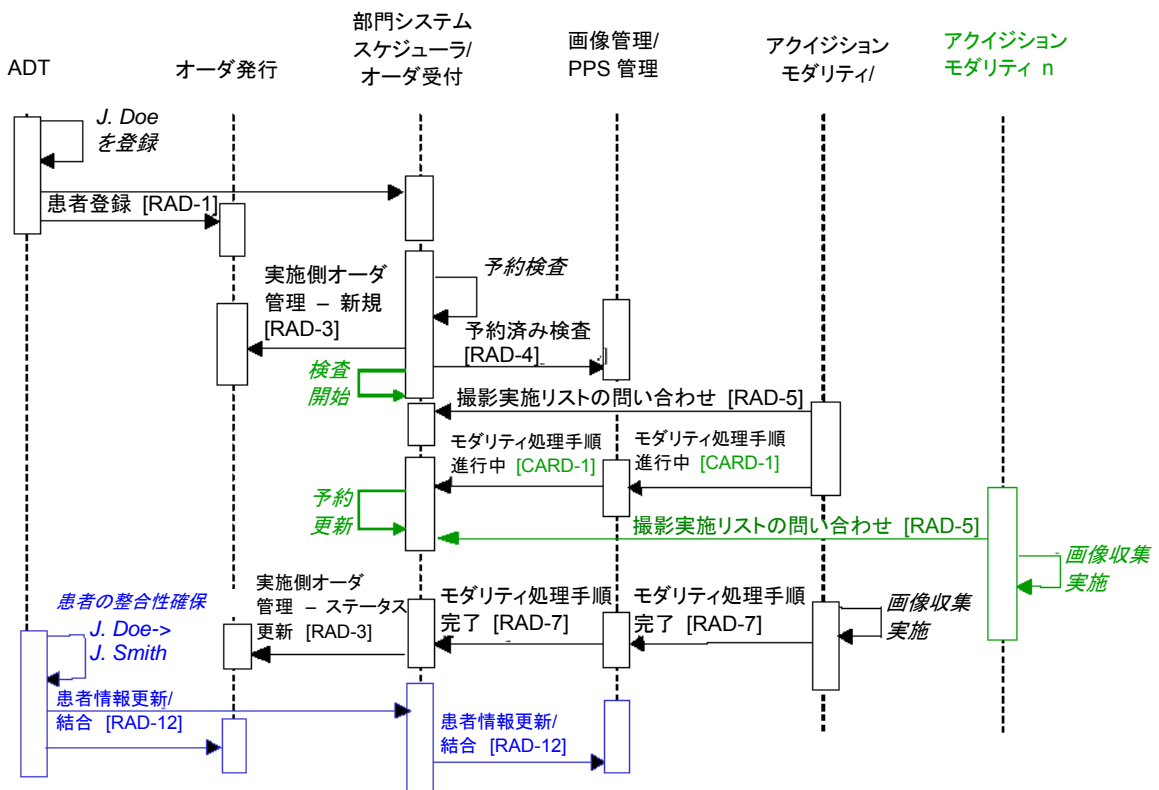 部門システム
スケジューラ/
オーダ受付
画像管理/
PPS 管理
アクイジション
モダリティ/
アクイジション
モダリティ n
ADT
オーダ発行
J. Doe
を登録
患者登録 [RAD-1]
実施側オーダ
管理 – 新規
[RAD-3]
予約検査
予約済み検査
[RAD-4]
検査
開始
撮影実施リストの問い合わせ [RAD-5]
モダリティ処理手順
進行中 [CARD-1]
モダリティ処理手順
進行中 [CARD-1]
予約
更新
撮影実施リストの問い合わせ [RAD-5]
画像収集
実施
実施側オーダ
管理 – ステータス
更新 [RAD-3]
モダリティ処理手順
完了 [RAD-7]
モダリティ処理手順
完了 [RAD-7]
画像収集
実施
患者の整合性確保
J. Doe->
J. Smith
患者情報更新/
結合 [RAD-12]
患者情報更新/
結合 [RAD-12]